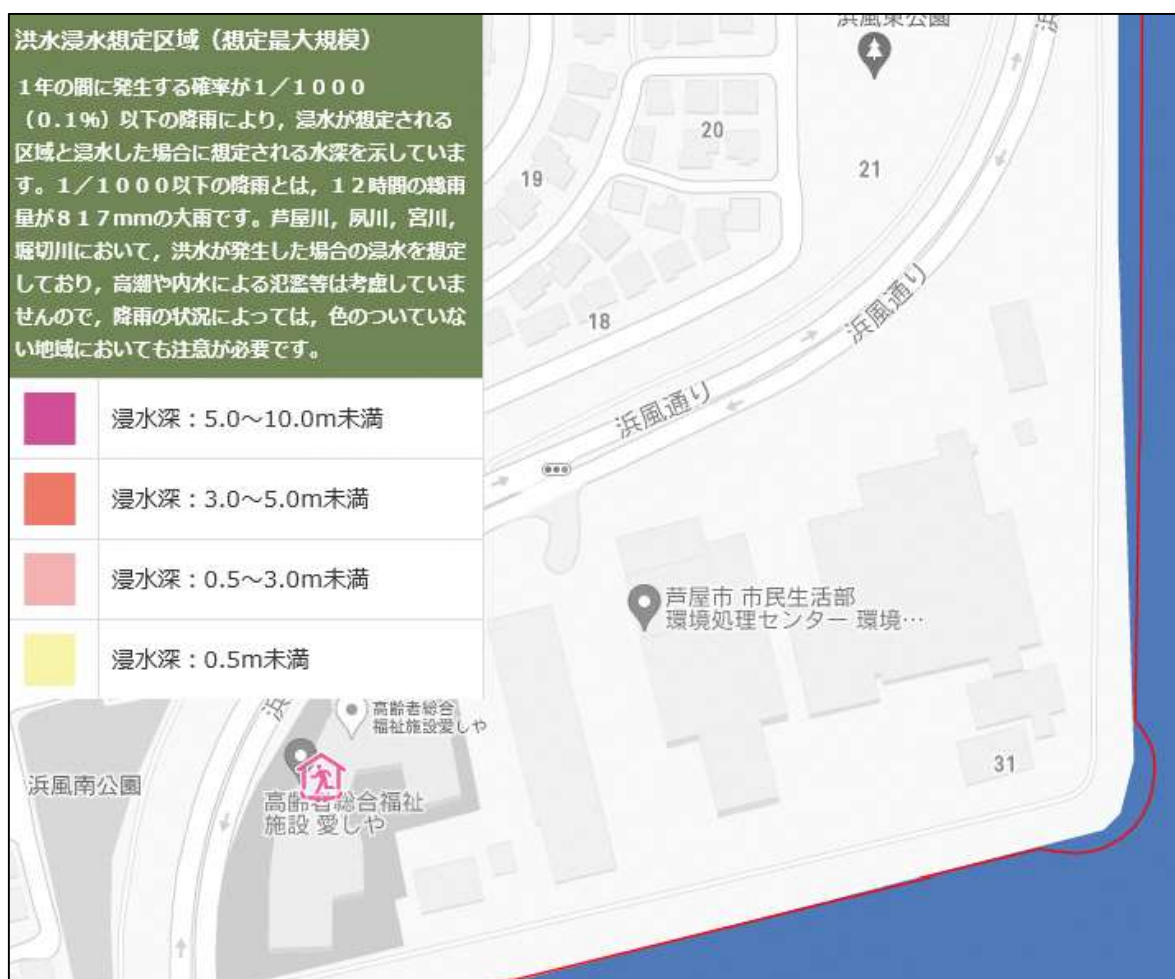 洪水浸水想定区域（想定最大規模）
１年の間に発生する確率が１／１０００
（０.１%）以下の降雨により，浸水が想定される
区域と浸水した場合に想定される水深を示していま
す。１／１０００以下の降雨とは，１２時間の総雨
量が８１７mmの大雨です。芦屋川，夙川，宮川，
堀切川において，洪水が発生した場合の浸水を想定
しており，高潮や内水による氾濫等は考慮していま
せんので，降雨の状況によっては，色のついていな
い地域においても注意が必要です。
浸水深：5.0～10.0m未満
浸水深：3.0～5.0m未満
浸水深：0.5～3.0m未満
浸水深：0.5m未満
浜風東公園
浜
20
21
19
18
浜風通り
浜風通り
芦屋市 市民生活部
環境処理センター 環境…
31
浜
高齢者総合
福祉施設愛しや
浜風南公園
高齢者総合福祉
施設 愛しや